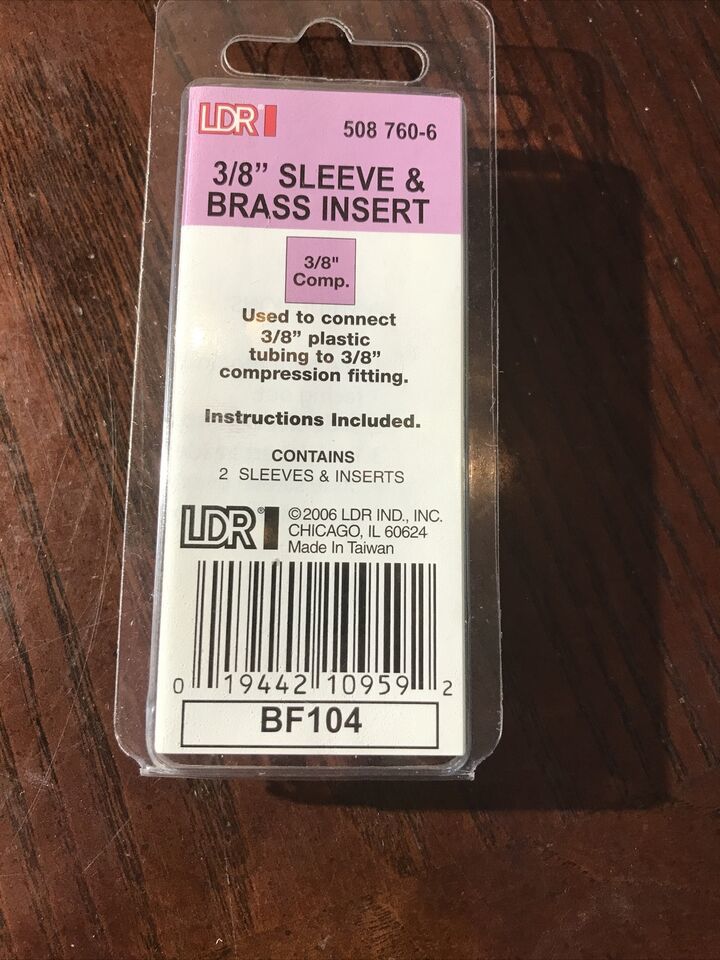 LDR®
508 760-6
3/8” SLEEVE &
BRASS INSERT
3/8"
Comp.
Used to connect
3/8” plastic
tubing to 3/8”
compression fitting.
Instructions Included.
CONTAINS
2 SLEEVES & INSERTS
LDR®
©2006 LDR IND., INC.
CHICAGO, IL 60624
Made In Taiwan
0 19442 10959 2
BF104